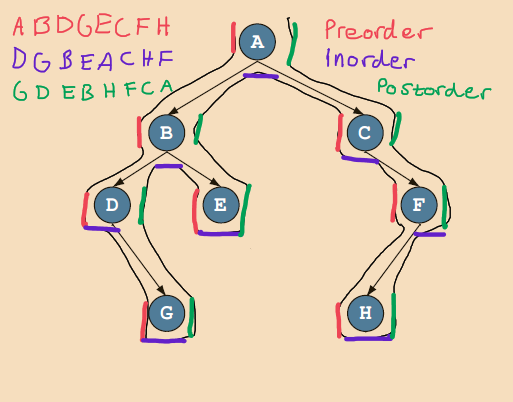 A B D G E C F H
Preorder
D G B E A C H F
Inorder
G D E B H F C A
Postorder
A
B
C
D
E
F
G
H